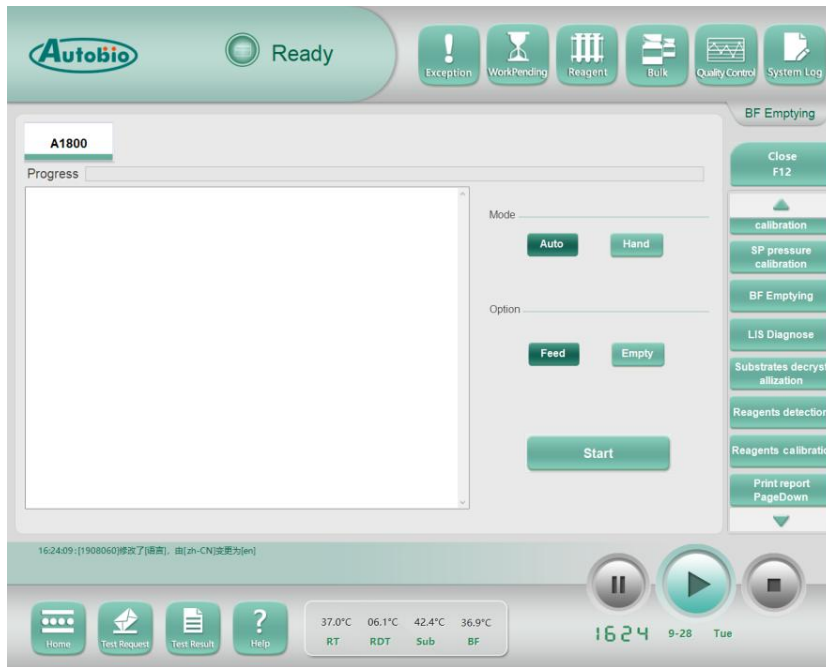 Autobio
Ready
Exception
WorkPending
Reagent
Bulk
Quality Control
System Log
BF Emptying
A1800
Progress
Close
F12
calibration
SP pressure
calibration
BF Emptying
LIS Diagnose
Substrates decryst
allization
Reagents detection
Reagents calibratio
Print report
PageDown
Mode
Auto
Hand
Option
Feed
Empty
Start
16:24:09:[1908060]修改了[语言]，由[zh-CN]变更为[en]
Home
Test Request
Test Result
? Help
37.0°C 06.1°C 42.4°C 36.9°C
RT RDT Sub BF
1624 9-28 Tue